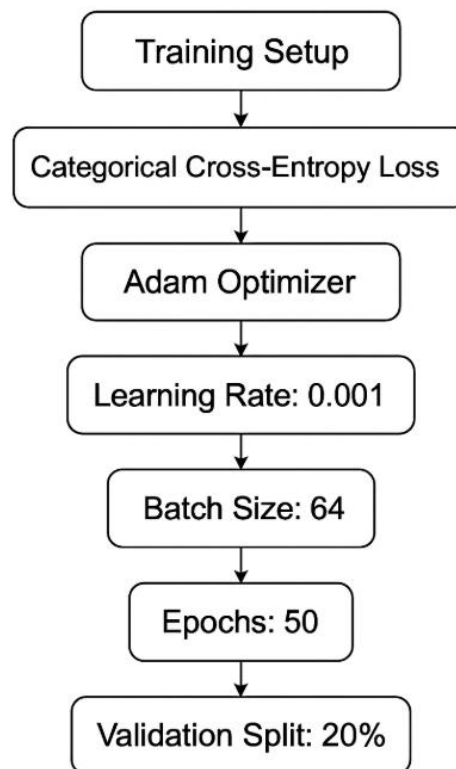 Training Setup
Categorical Cross-Entropy Loss
Adam Optimizer
Learning Rate: 0.001
Batch Size: 64
Epochs: 50
Validation Split: 20%